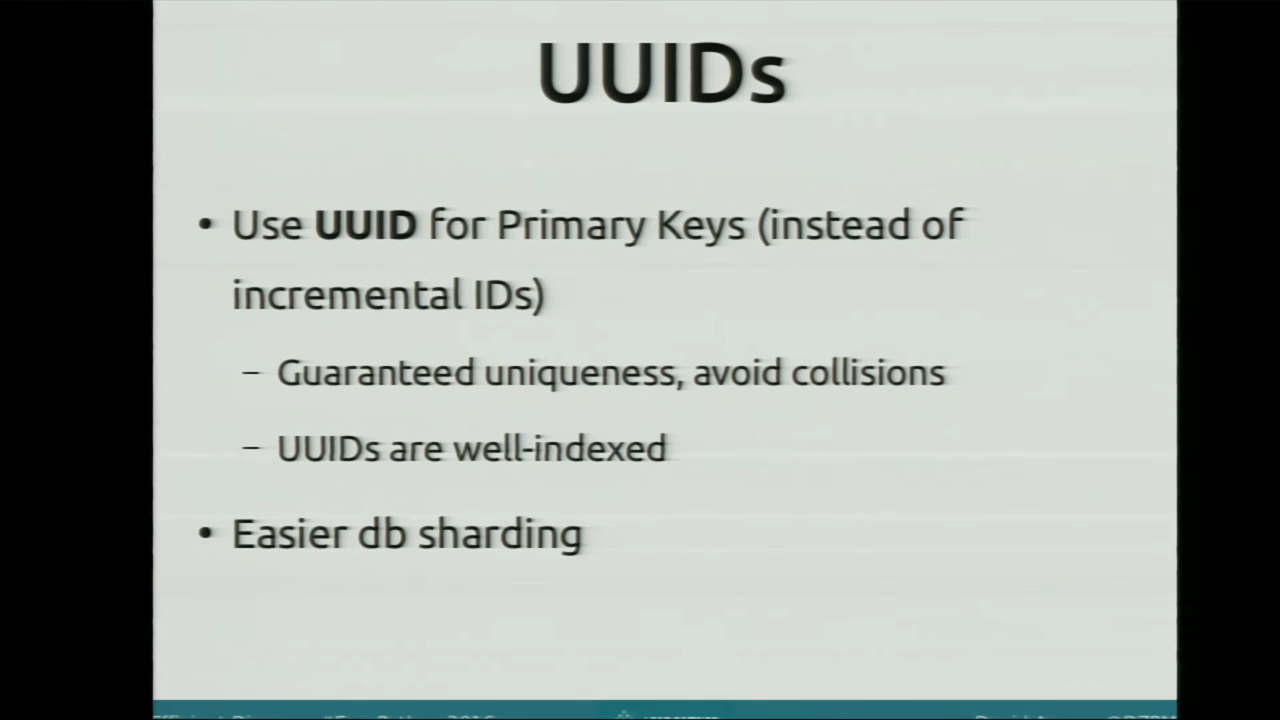 UUIDs
• Use UUID for Primary Keys (instead of
incremental IDs)
– Guaranteed uniqueness, avoid collisions
– UUIDs are well-indexed
• Easier db sharding